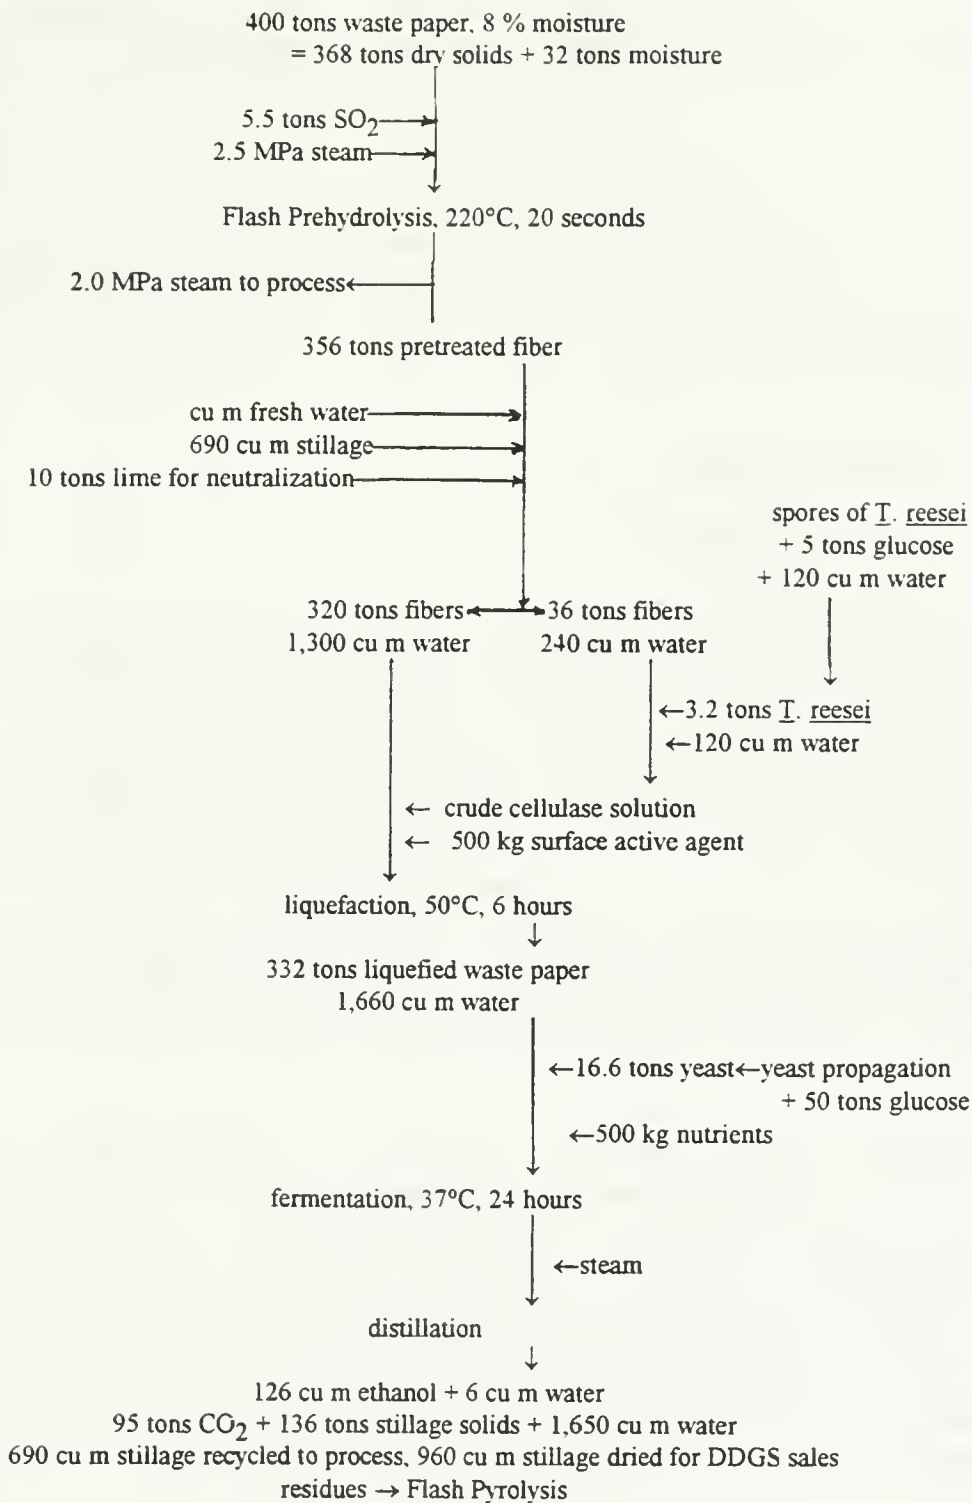 400 tons waste paper, 8 % moisture
= 368 tons dry solids + 32 tons moisture
5.5 tons SO2
2.5 MPa steam
Flash Prehydrolysis, 220°C, 20 seconds
2.0 MPa steam to process
356 tons pretreated fiber
cu m fresh water
690 cu m stillage
10 tons lime for neutralization
spores of T. reesei
+ 5 tons glucose
+ 120 cu m water
320 tons fibers
36 tons fibers
1,300 cu m water
240 cu m water
←3.2 tons T. reesei
←120 cu m water
← crude cellulase solution
← 500 kg surface active agent
liquefaction, 50°C, 6 hours
332 tons liquefied waste paper
1,660 cu m water
←16.6 tons yeast←yeast propagation
+ 50 tons glucose
←500 kg nutrients
fermentation, 37°C, 24 hours
←steam
distillation
126 cu m ethanol + 6 cu m water
95 tons CO2 + 136 tons stillage solids + 1,650 cu m water
690 cu m stillage recycled to process, 960 cu m stillage dried for DDGS sales
residues → Flash Pyrolysis